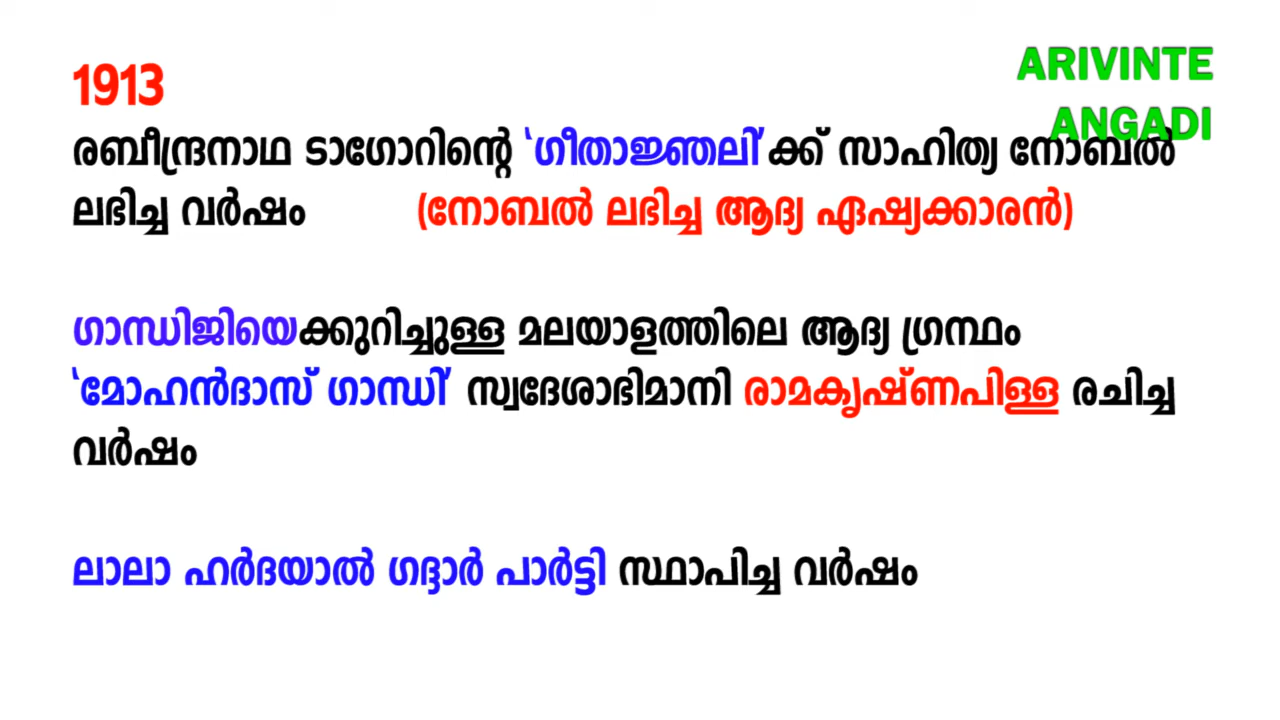 1913
ARIVINTE
ANGADI
രബീന്ദ്രനാഥ ടാഗോറിന്റെ ‘ഗീതാഞ്ജലി’ക്ക് സാഹിത്യ നോബൽ
ലഭിച്ച വർഷം (നോബൽ ലഭിച്ച ആദ്യ ഏഷ്യക്കാരൻ)
ഗാന്ധിജിയെക്കുറിച്ചുള്ള മലയാളത്തിലെ ആദ്യ ഗ്രന്ഥം
‘മോഹൻദാസ് ഗാന്ധി’ സ്വദേശാഭിമാനി രാമകൃഷ്ണപിള്ള രചിച്ച
വർഷം
ലാലാ ഹർദയാൽ ഗദ്ദാർ പാർട്ടി സ്ഥാപിച്ച വർഷം